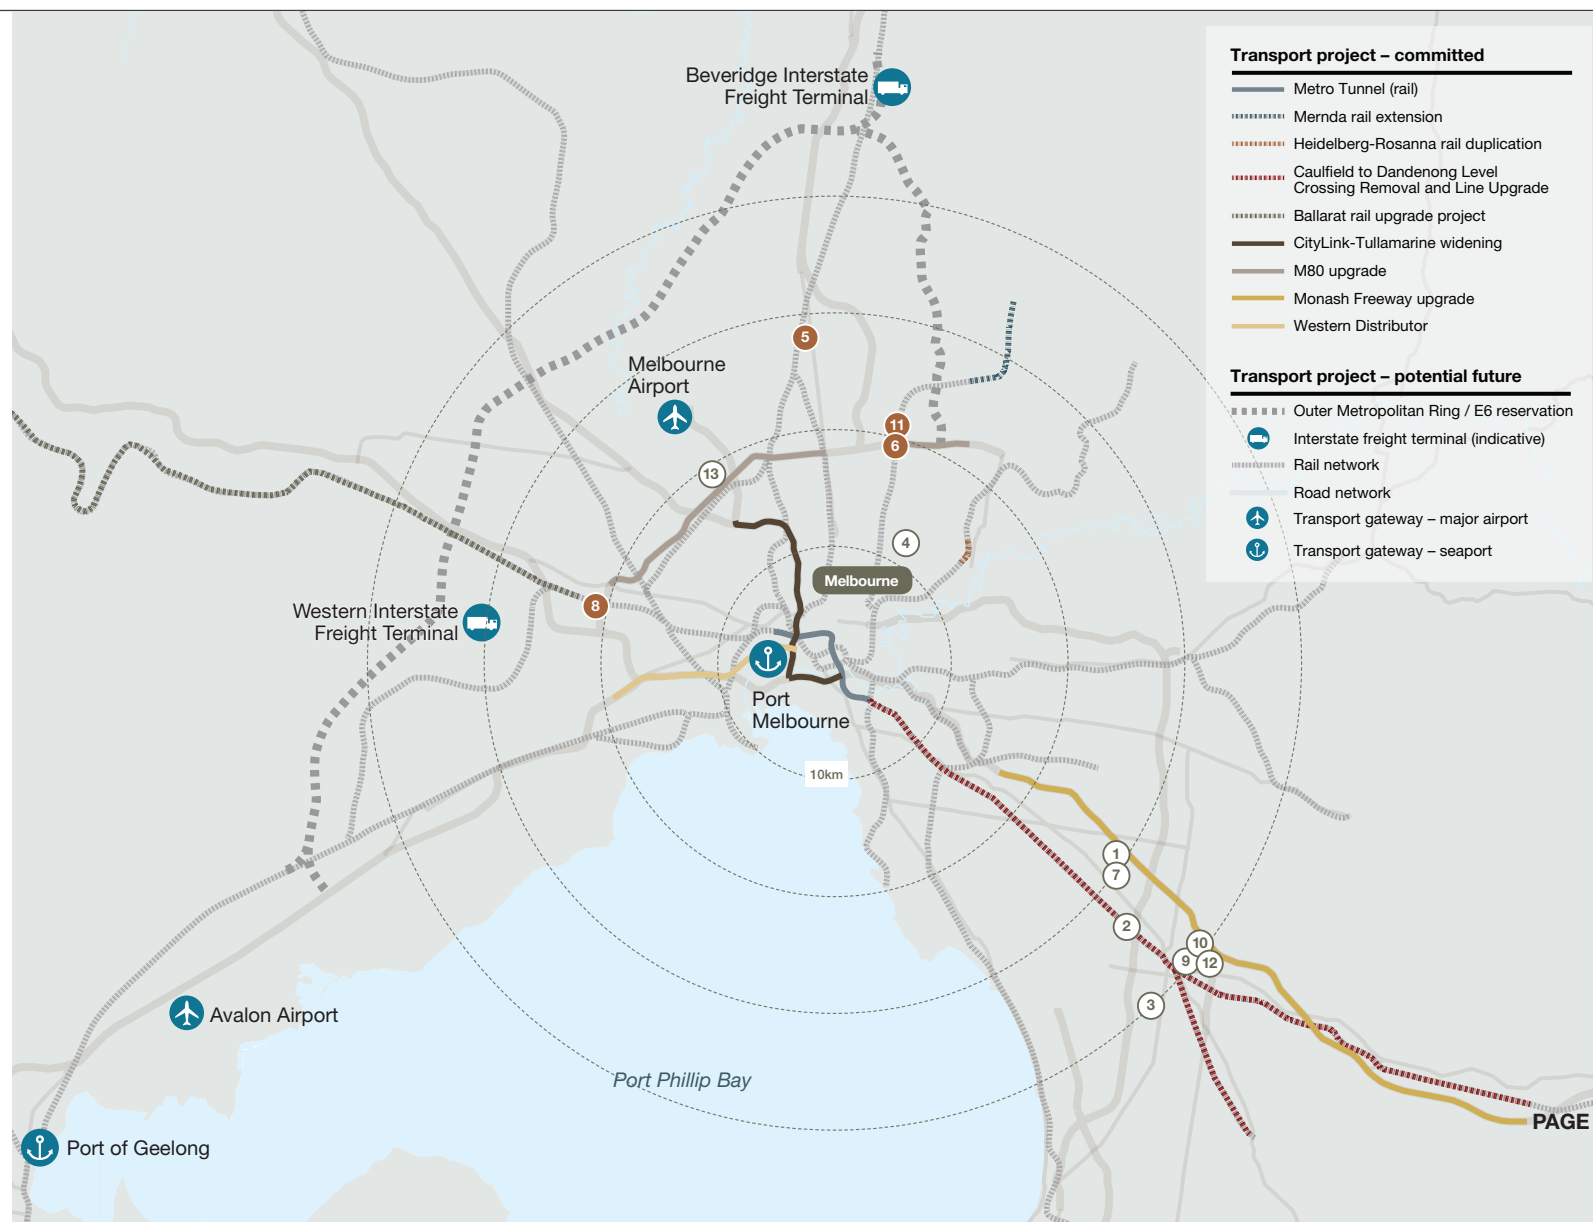 Beveridge Interstate
Freight Terminal
Transport project – committed
Metro Tunnel (rail)
Mernda rail extension
Heidelberg-Rosanna rail duplication
Caulfield to Dandenong Level
Crossing Removal and Line Upgrade
Ballarat rail upgrade project
CityLink-Tullamarine widening
M80 upgrade
Monash Freeway upgrade
Western Distributor
Transport project – potential future
Outer Metropolitan Ring / E6 reservation
Interstate freight terminal (indicative)
Rail network
Road network
Transport gateway – major airport
Transport gateway – seaport
5
Melbourne
Airport
11
6
13
4
Melbourne
8
Western Interstate
Freight Terminal
Port
Melbourne
10km
1
7
2
10
9
12
3
Avalon Airport
Port Phillip Bay
PAGE
Port of Geelong